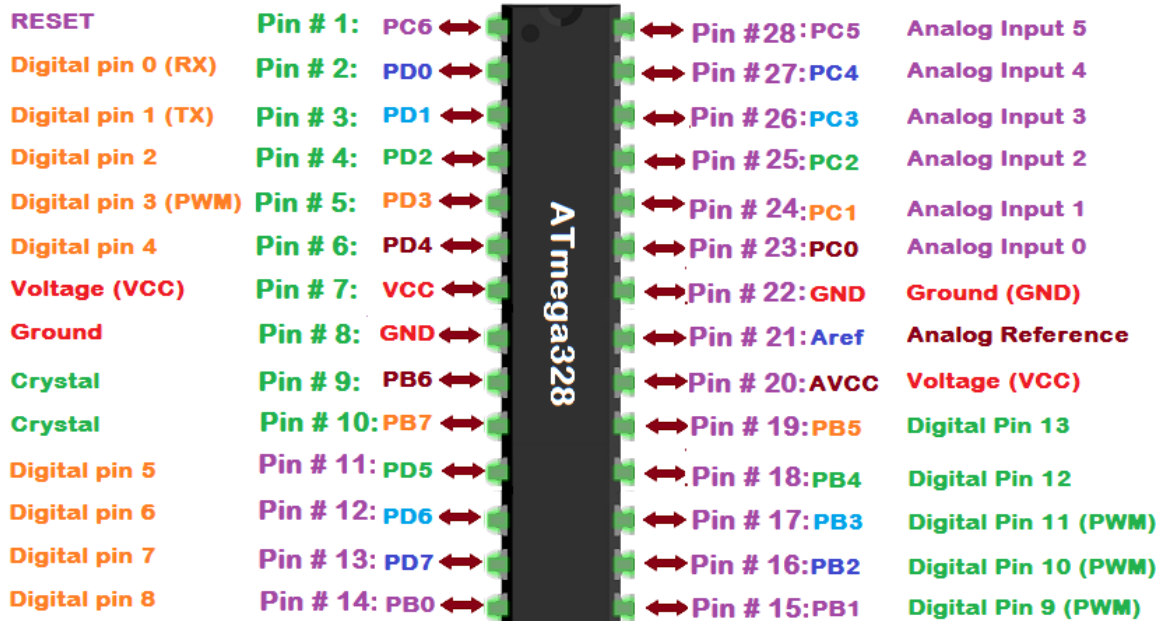 RESET Pin # 1: PC6
Digital pin 0 (RX) Pin # 2: PD0
Digital pin 1 (TX) Pin # 3: PD1
Digital pin 2 Pin # 4: PD2
Digital pin 3 (PWM) Pin # 5: PD3
Digital pin 4 Pin # 6: PD4
Voltage (VCC) Pin # 7: VCC
Ground Pin # 8: GND
Crystal Pin # 9: PB6
Crystal Pin # 10: PB7
Digital pin 5 Pin # 11: PD5
Digital pin 6 Pin # 12: PD6
Digital pin 7 Pin # 13: PD7
Digital pin 8 Pin # 14: PB0
ATmega328
Pin #28: PC5 Analog Input 5
Pin #27: PC4 Analog Input 4
Pin # 26: PC3 Analog Input 3
Pin # 25: PC2 Analog Input 2
Pin # 24: PC1 Analog Input 1
Pin # 23: PC0 Analog Input 0
Pin # 22: GND Ground (GND)
Pin # 21: Aref Analog Reference
Pin # 20: AVCC Voltage (VCC)
Pin # 19: PB5 Digital Pin 13
Pin # 18: PB4 Digital Pin 12
Pin # 17: PB3 Digital Pin 11 (PWM)
Pin # 16: PB2 Digital Pin 10 (PWM)
Pin # 15: PB1 Digital Pin 9 (PWM)